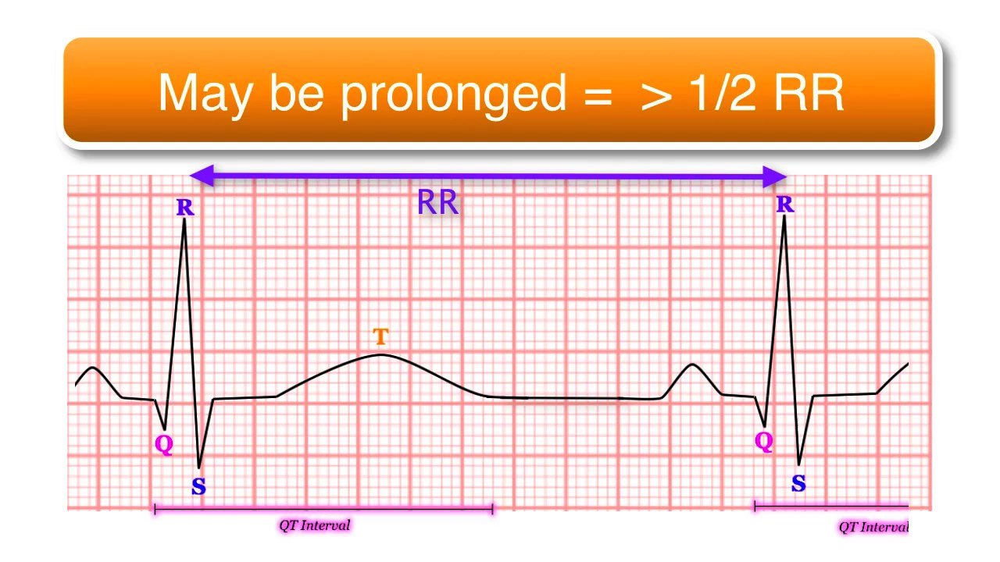 May be prolonged = > 1/2 RR
RR
R
R
T
Q
Q
S
S
QT Interval
QT Interval